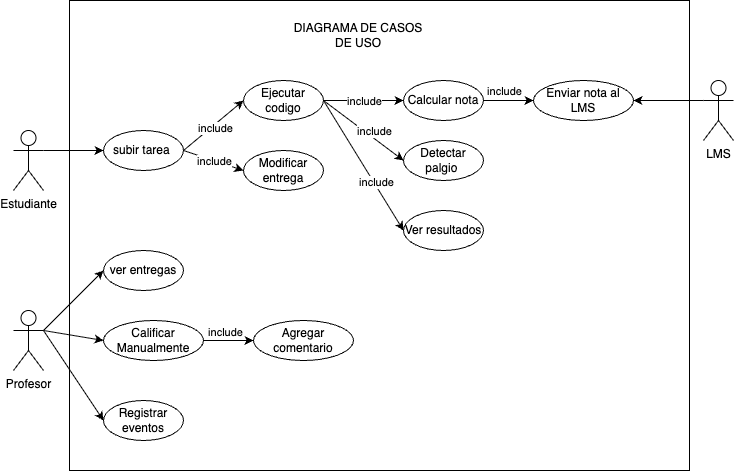 DIAGRAMA DE CASOS
DE USO
Ejecutar
codigo
include
Calcular nota
include
Enviar nota al
LMS
LMS
include
include
subir tarea
Estudiante
include
Modificar
entrega
Detectar
palgio
include
Ver resultados
ver entregas
Calificar
Manualmente
include
Agregar
comentario
Profesor
Registrar
eventos